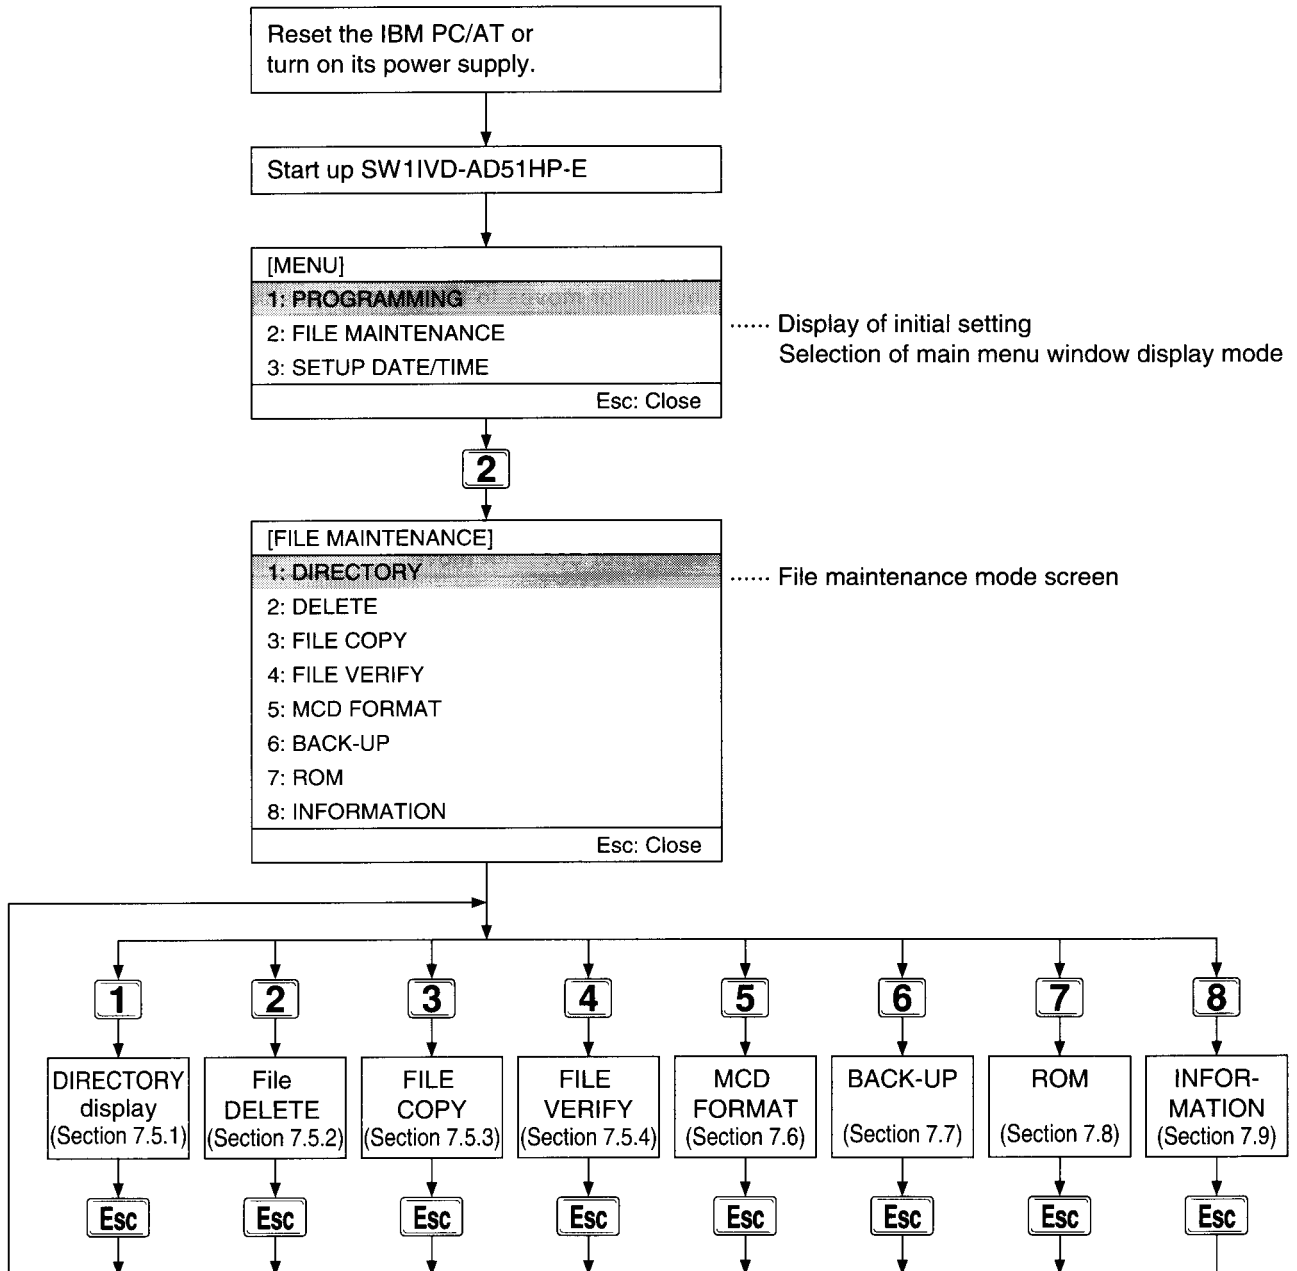 Reset the IBM PC/AT or
turn on its power supply.
Start up SW1IVD-AD51HP-E
[MENU]
1: PROGRAMMING
2: FILE MAINTENANCE
3: SETUP DATE/TIME
Esc: Close
...... Display of initial setting
Selection of main menu window display mode
2
[FILE MAINTENANCE]
1: DIRECTORY
...... File maintenance mode screen
2: DELETE
3: FILE COPY
4: FILE VERIFY
5: MCD FORMAT
6: BACK-UP
7: ROM
8: INFORMATION
Esc: Close
1 2 3 4 5 6 7 8
DIRECTORY
display
(Section 7.5.1)
File
DELETE
(Section 7.5.2)
FILE
COPY
(Section 7.5.3)
FILE
VERIFY
(Section 7.5.4)
MCD
FORMAT
(Section 7.6)
BACK-UP
(Section 7.7)
ROM
(Section 7.8)
INFOR-
MATION
(Section 7.9)
Esc Esc Esc Esc Esc Esc Esc Esc